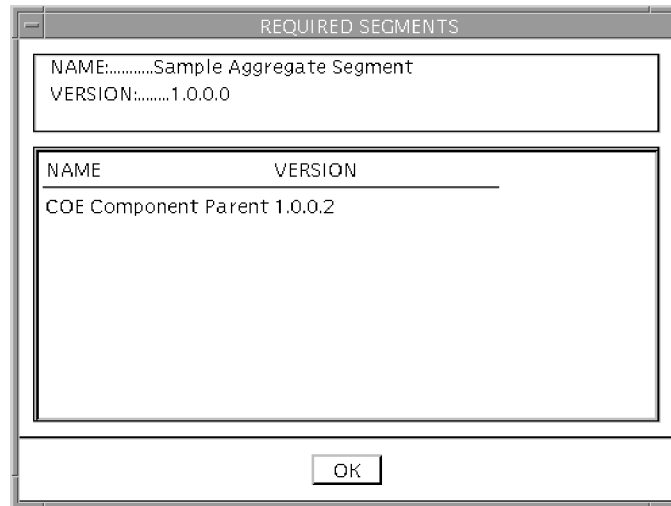 REQUIRED SEGMENTS
NAME:...........Sample Aggregate Segment
VERSION:........1.0.0.0
NAME VERSION
COE Component Parent 1.0.0.2
OK